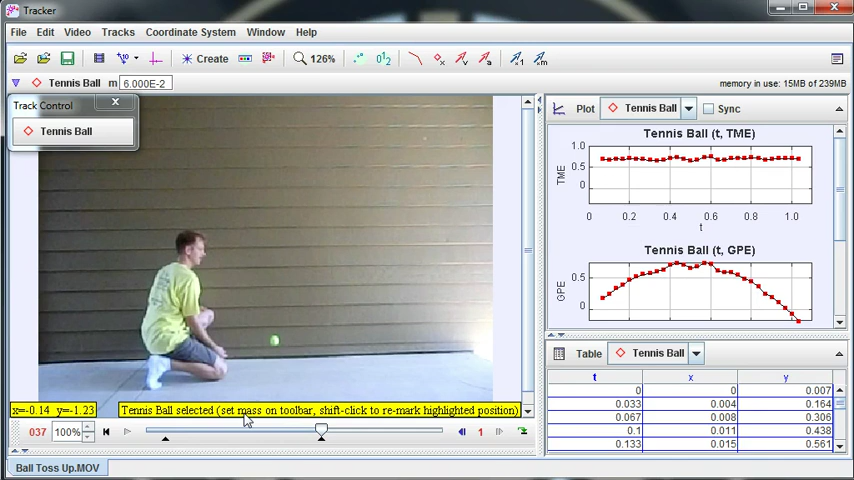 Tracker
File Edit Video Tracks Coordinate System Window Help
Create 126%
Tennis Ball m 6.000E-2 memory in use: 15MB of 239MB
Track Control
Tennis Ball
Plot Tennis Ball Sync
Tennis Ball (t, TME)
TME
1.0
0.5
0
0 0.2 0.4 0.6 0.8 1.0
t
Tennis Ball (t, GPE)
GPE
0.5
0
Table Tennis Ball
t x y
0 0 0.007
0.033 0.004 0.164
0.067 0.008 0.306
0.1 0.011 0.438
0.133 0.015 0.561
x=-0.14 y=-1.23 Tennis Ball selected (set mass on toolbar, shift-click to re-mark highlighted position)
037 100% 1
Ball Toss Up.MOV